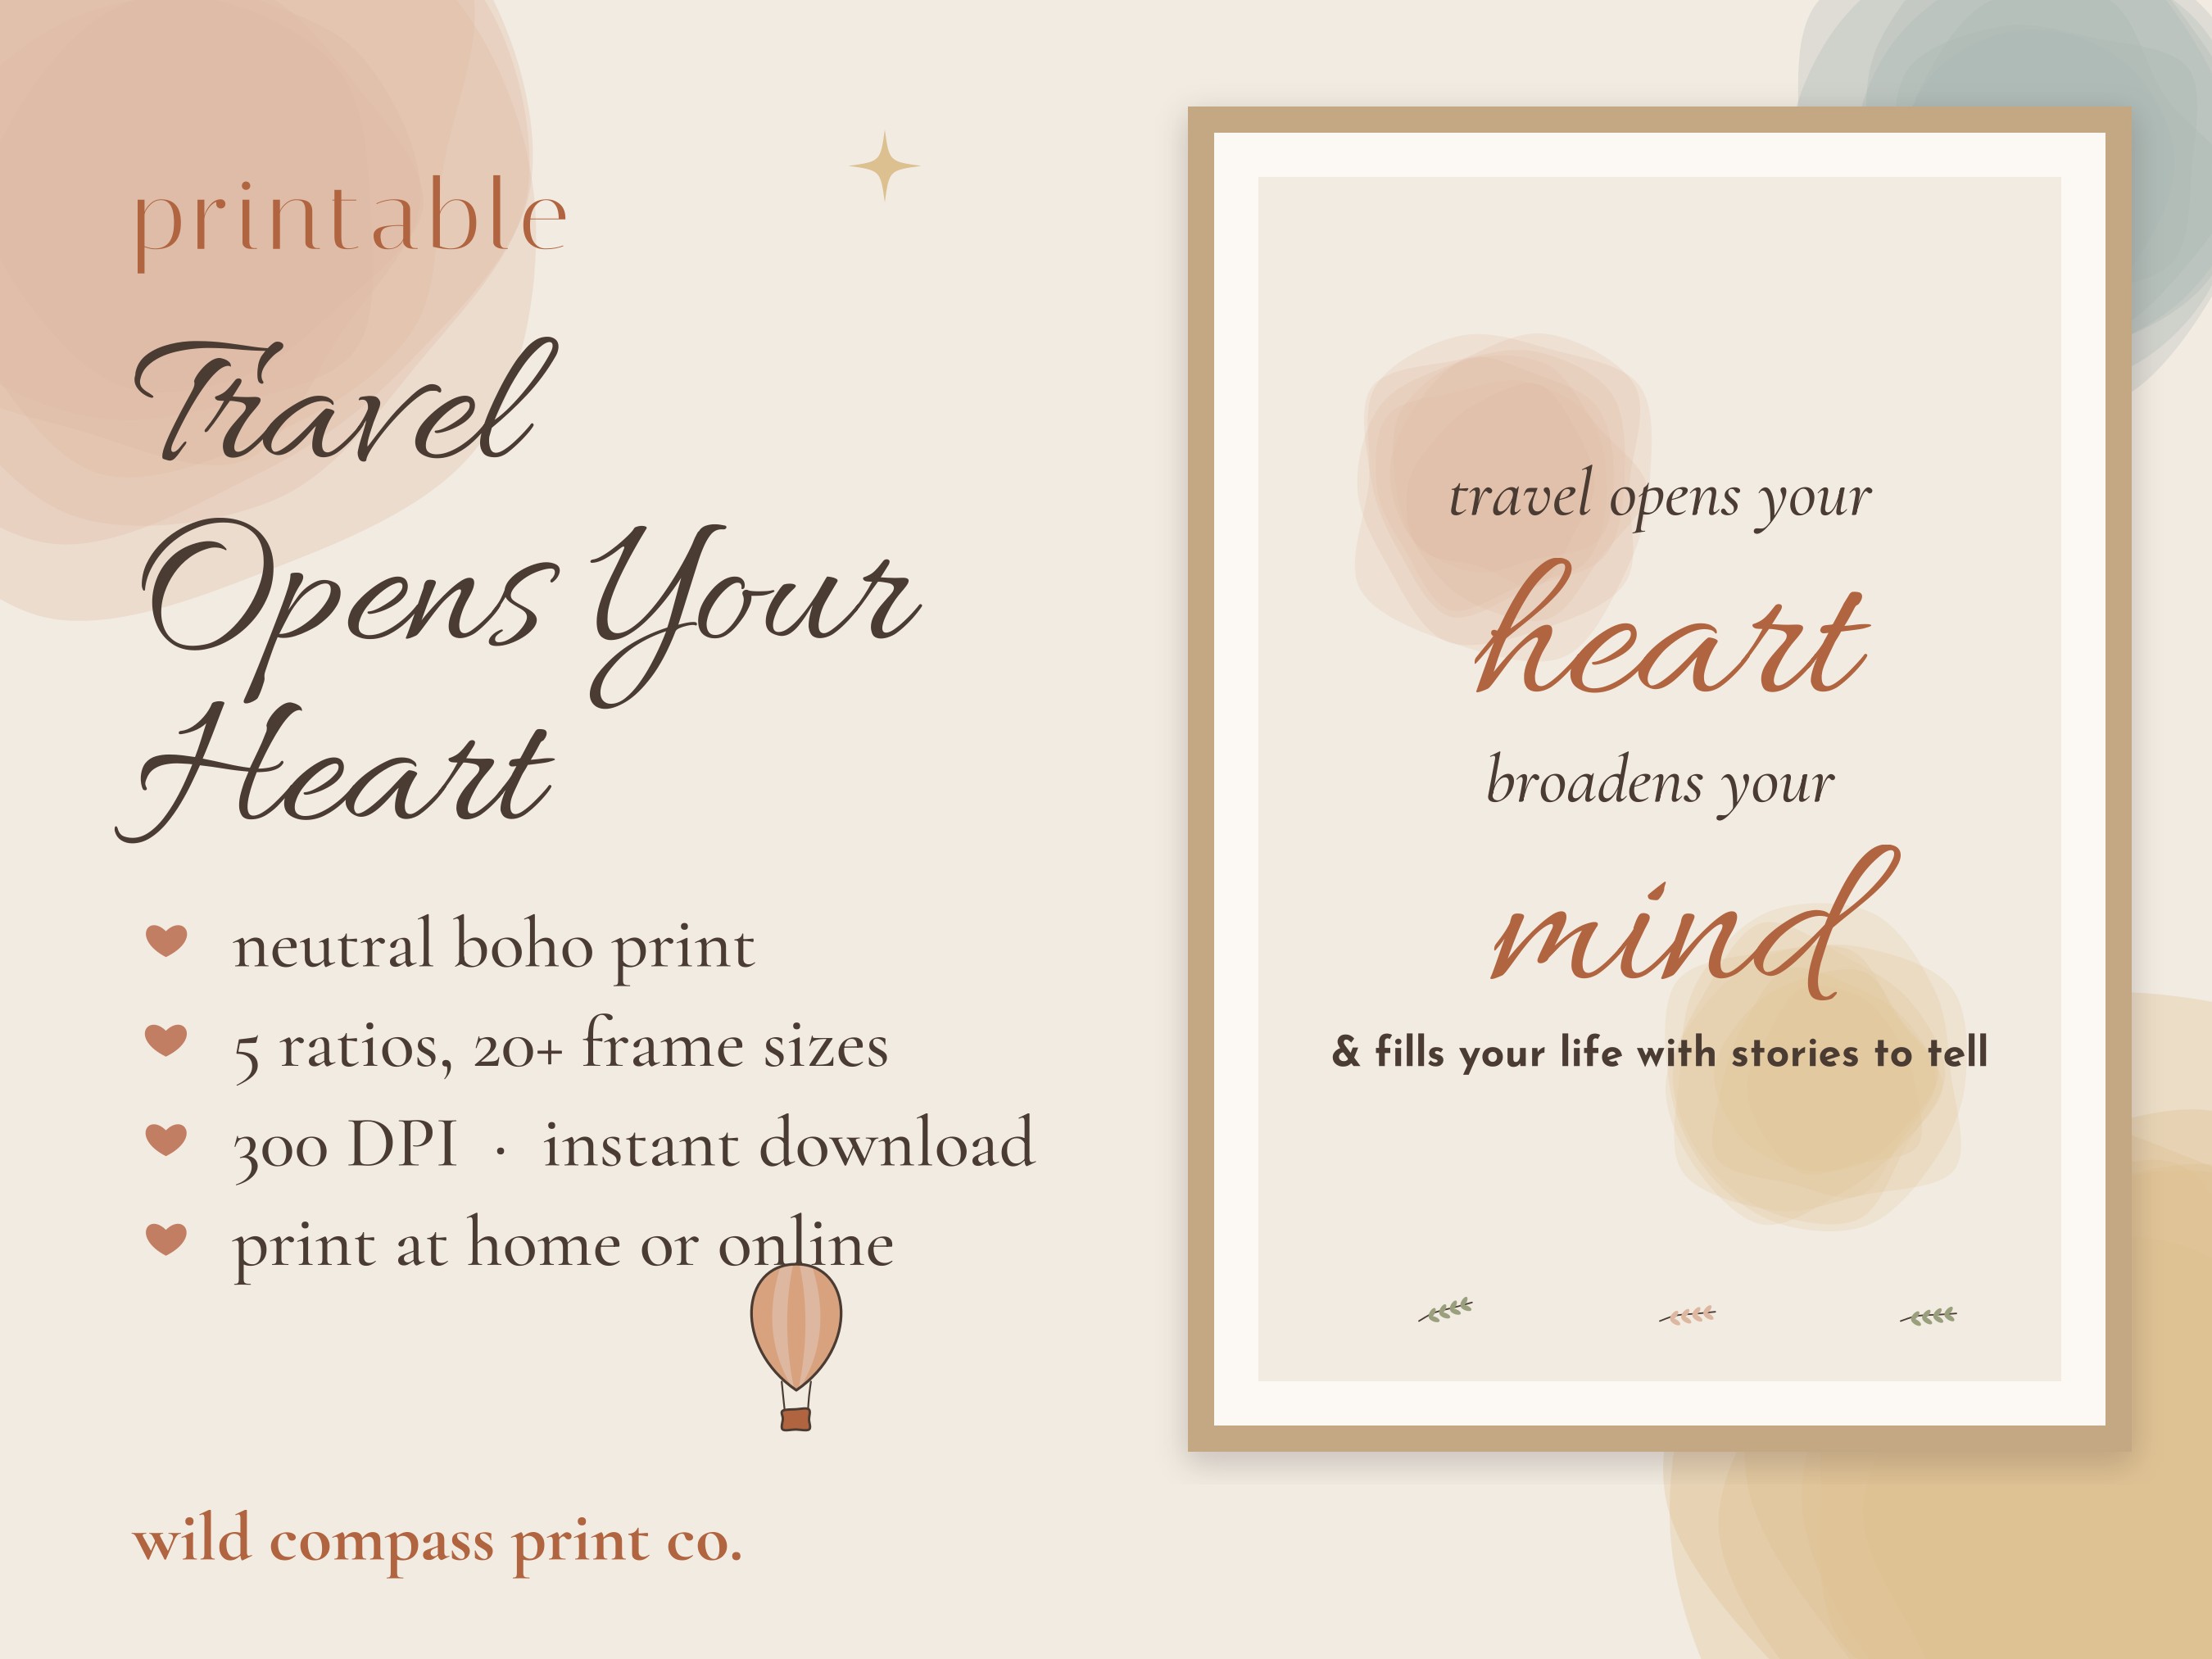 printable
Travel
Opens Your
Heart
neutral boho print
5 ratios, 20+ frame sizes
300 DPI · instant download
print at home or online
wild compass print co.
travel opens your
heart
broadens your
mind
& fills your life with stories to tell